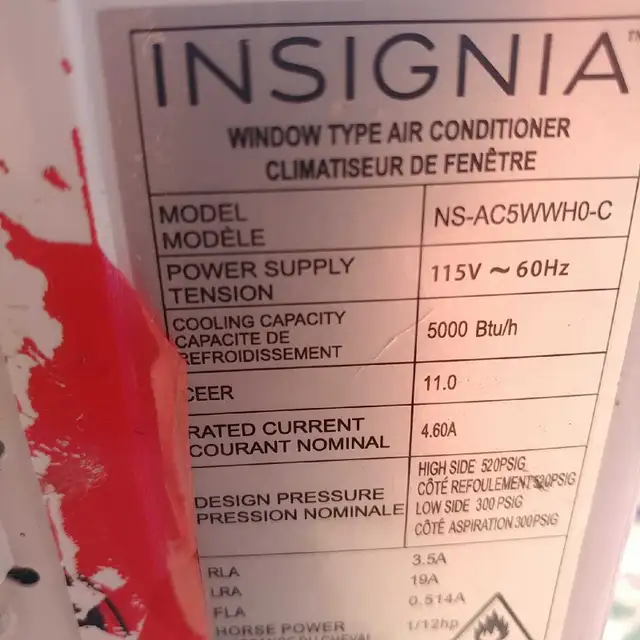 INSIGNIA™
WINDOW TYPE AIR CONDITIONER
CLIMATISEUR DE FENÊTRE
MODEL
MODÈLE
NS-AC5WWH0-C
POWER SUPPLY
TENSION
115V ~ 60Hz
COOLING CAPACITY
CAPACITE DE
REFROIDISSEMENT
5000 Btu/h
CEER
11.0
RATED CURRENT
COURANT NOMINAL
4.60A
DESIGN PRESSURE
PRESSION NOMINALE
HIGH SIDE 520PSIG
CÔTÉ REFOULEMENT 520PSIG
LOW SIDE 300 PSIG
CÔTÉ ASPIRATION 300PSIG
RLA
3.5A
LRA
19A
FLA
0.514A
HORSE POWER
1/12hp